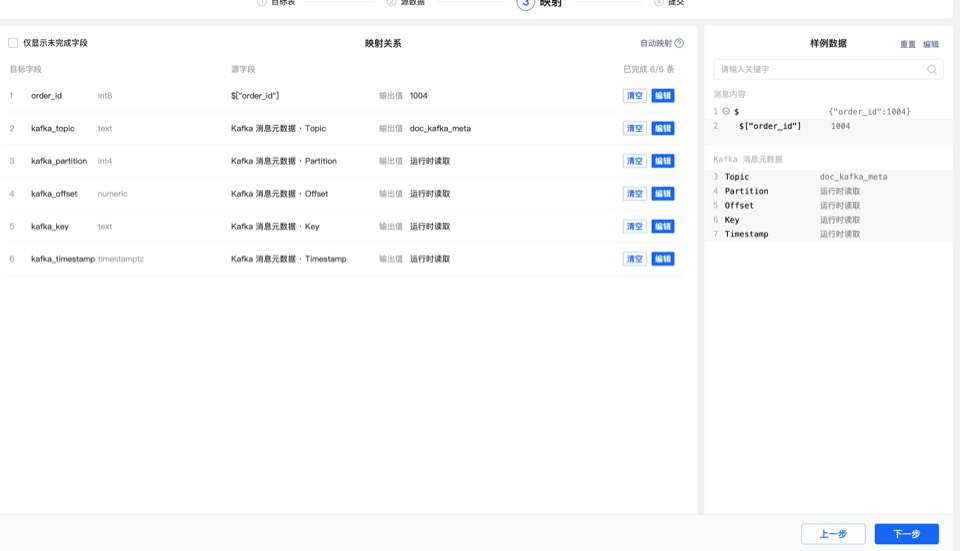 ① 目标表 ② 源数据 ③ 映射 ④ 提交
仅显示未完成字段 映射关系 自动映射
目标字段 源字段 已完成 6/6 条
1 order_id int8 $["order_id"] 输出值 1004 清空 编辑
2 kafka_topic text Kafka 消息元数据 · Topic 输出值 doc_kafka_meta 清空 编辑
3 kafka_partition int4 Kafka 消息元数据 · Partition 输出值 运行时读取 清空 编辑
4 kafka_offset numeric Kafka 消息元数据 · Offset 输出值 运行时读取 清空 编辑
5 kafka_key text Kafka 消息元数据 · Key 输出值 运行时读取 清空 编辑
6 kafka_timestamp timestamptz Kafka 消息元数据 · Timestamp 输出值 运行时读取 清空 编辑
样例数据 重置 编辑
请输入关键字
消息内容
1 $ {"order_id":1004}
2 $["order_id"] 1004
Kafka 消息元数据
3 Topic doc_kafka_meta
4 Partition 运行时读取
5 Offset 运行时读取
6 Key 运行时读取
7 Timestamp 运行时读取
上一步 下一步